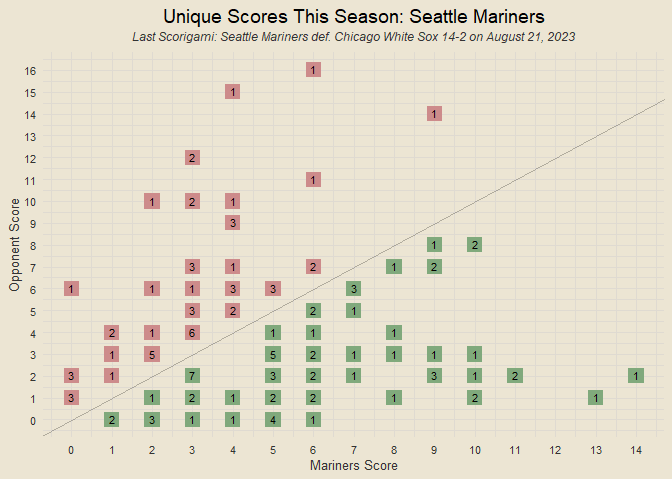 Unique Scores This Season: Seattle Mariners
Last Scorigami: Seattle Mariners def. Chicago White Sox 14-2 on August 21, 2023
16 1
15 1
14 1
13
12 2
11 1
10 1 2 1
9 3
8 1 2
7 3 1 2 1 2
6 1 1 1 3 3 3
5 3 2 2 1
4 2 1 6 1 1 1
3 1 5 5 2 1 1 1 1
2 3 1 7 3 2 1 3 1 2 1
1 3 1 2 1 2 2 1 2 1
0 2 3 1 1 4 1
0 1 2 3 4 5 6 7 8 9 10 11 12 13 14
Mariners Score
Opponent Score